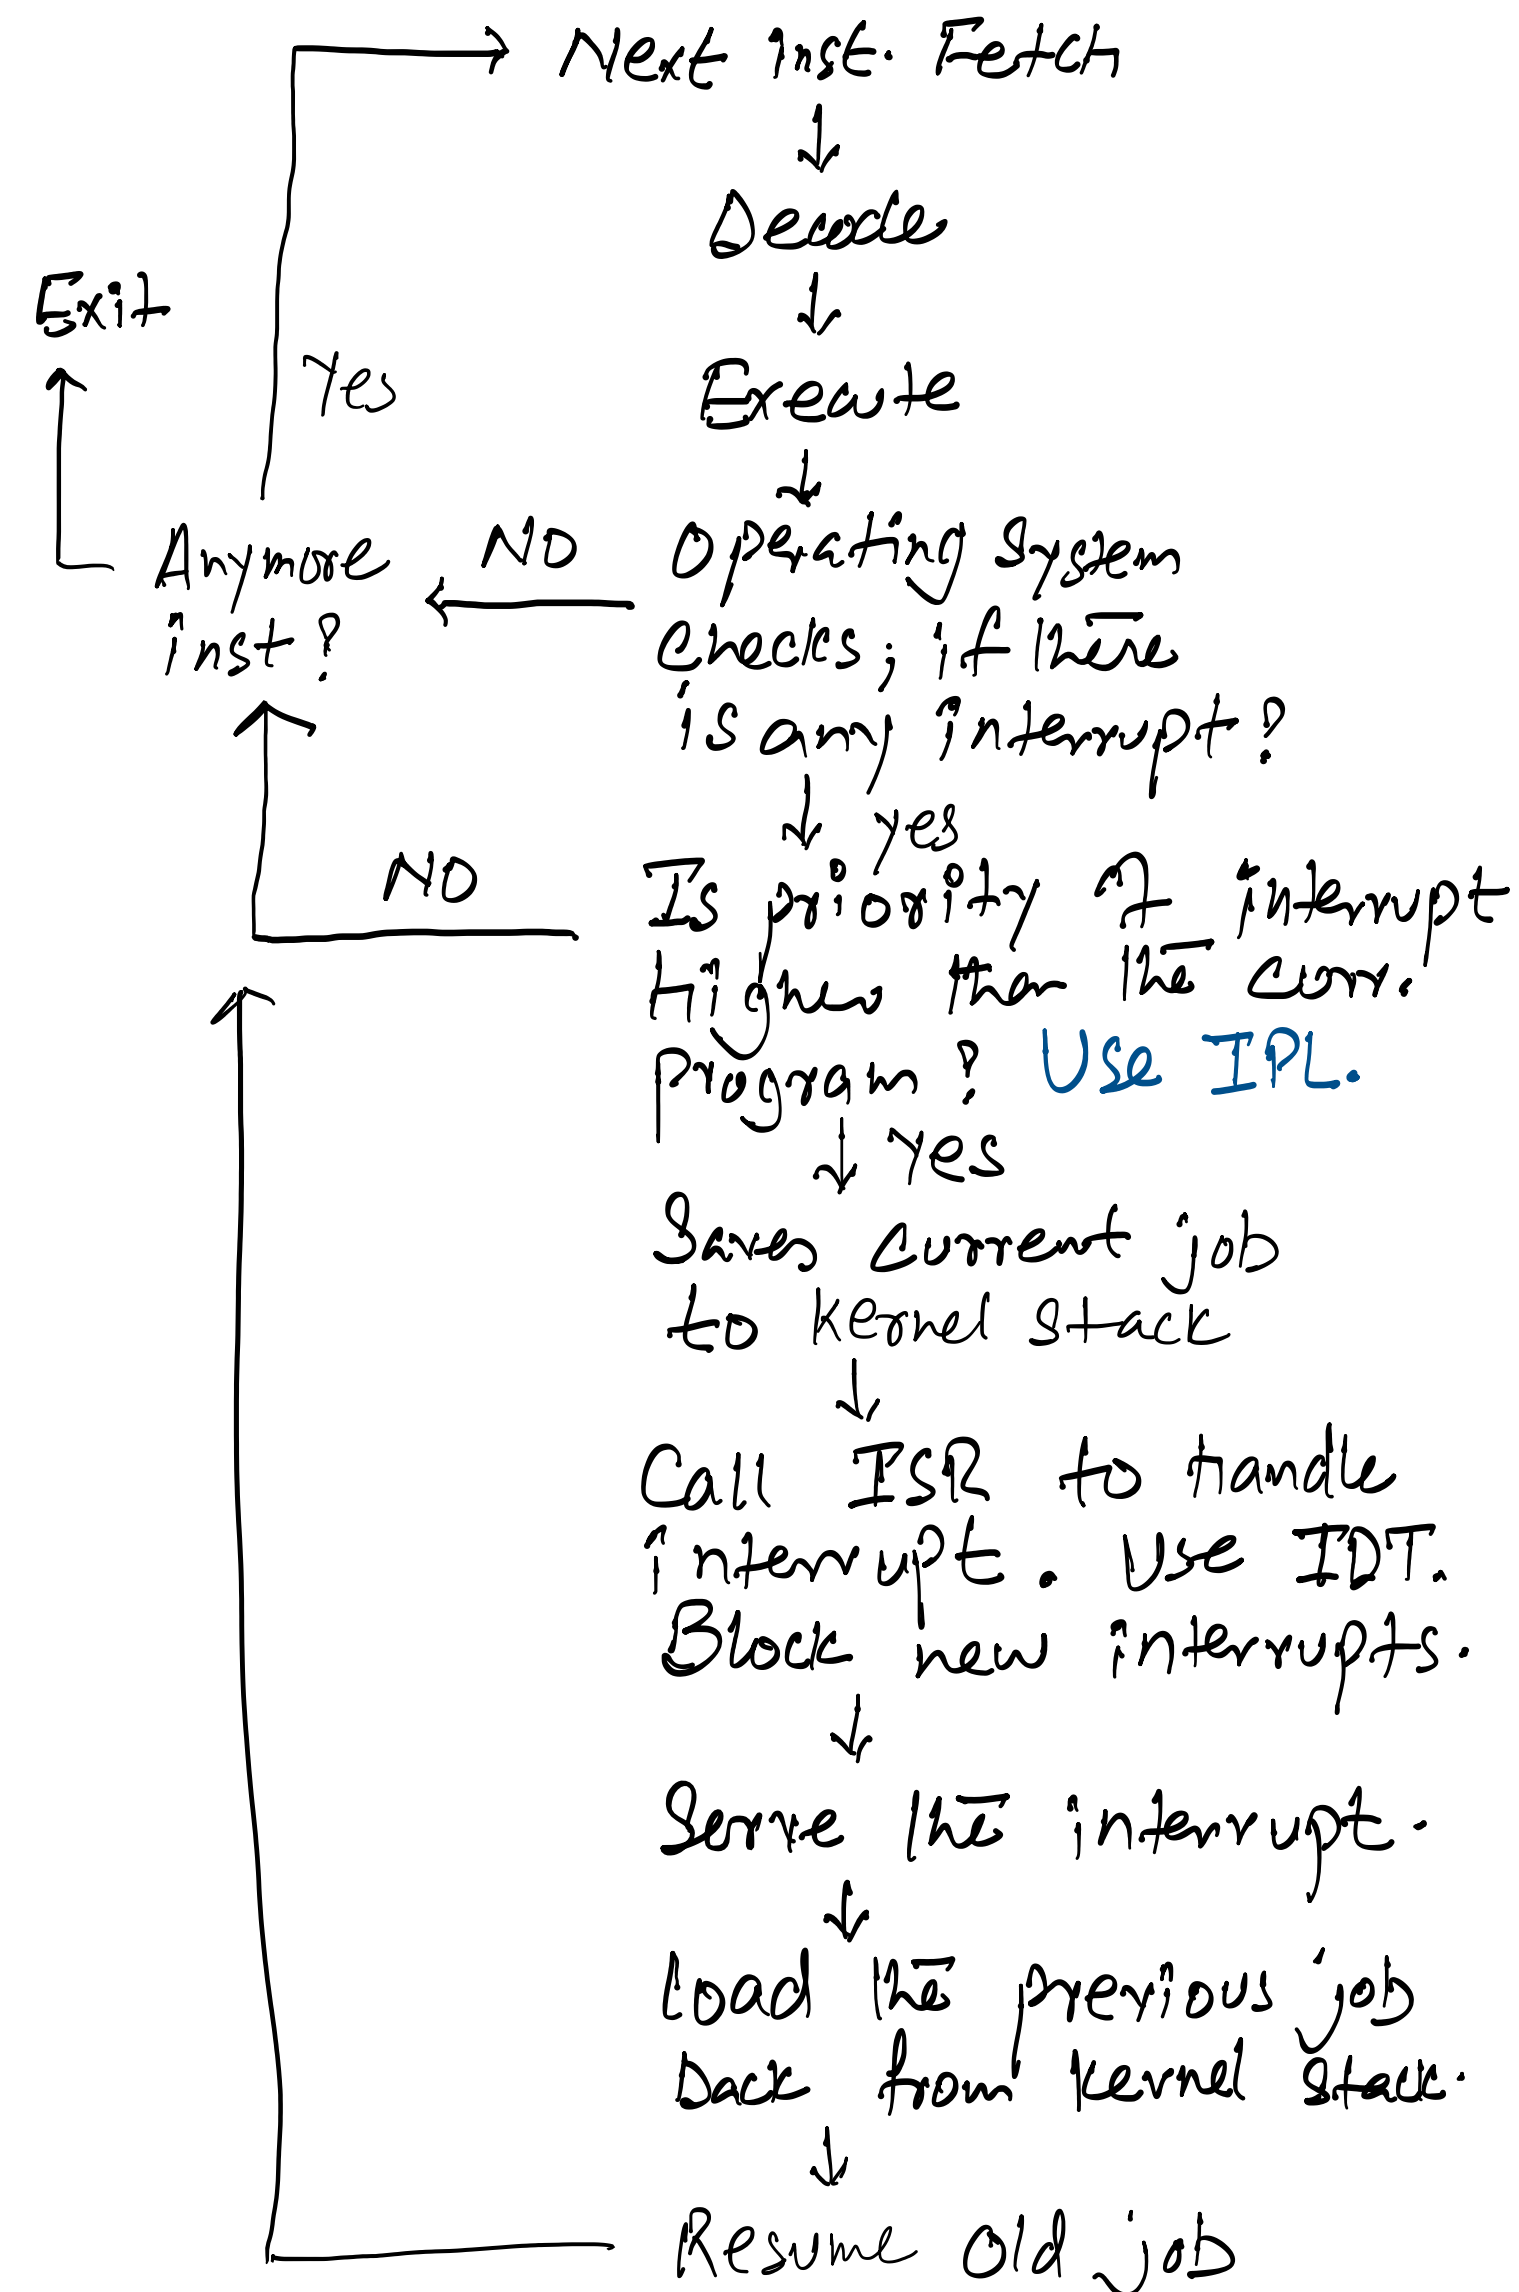 Next inst. Fetch
Decode
Exit
Yes
Execute
Anymore
inst?
NO
Operating System
checks, if there
is any interrupt?
yes
NO
Is priority of interrupt
Higher than the curr.
program? Use IPL.
Yes
Saves current job
to kernel stack
Call ISR to handle
interrupt. Use IDT.
Block new interrupts.
Serve the interrupt.
Load the previous job
back from kernel stack.
Resume old job